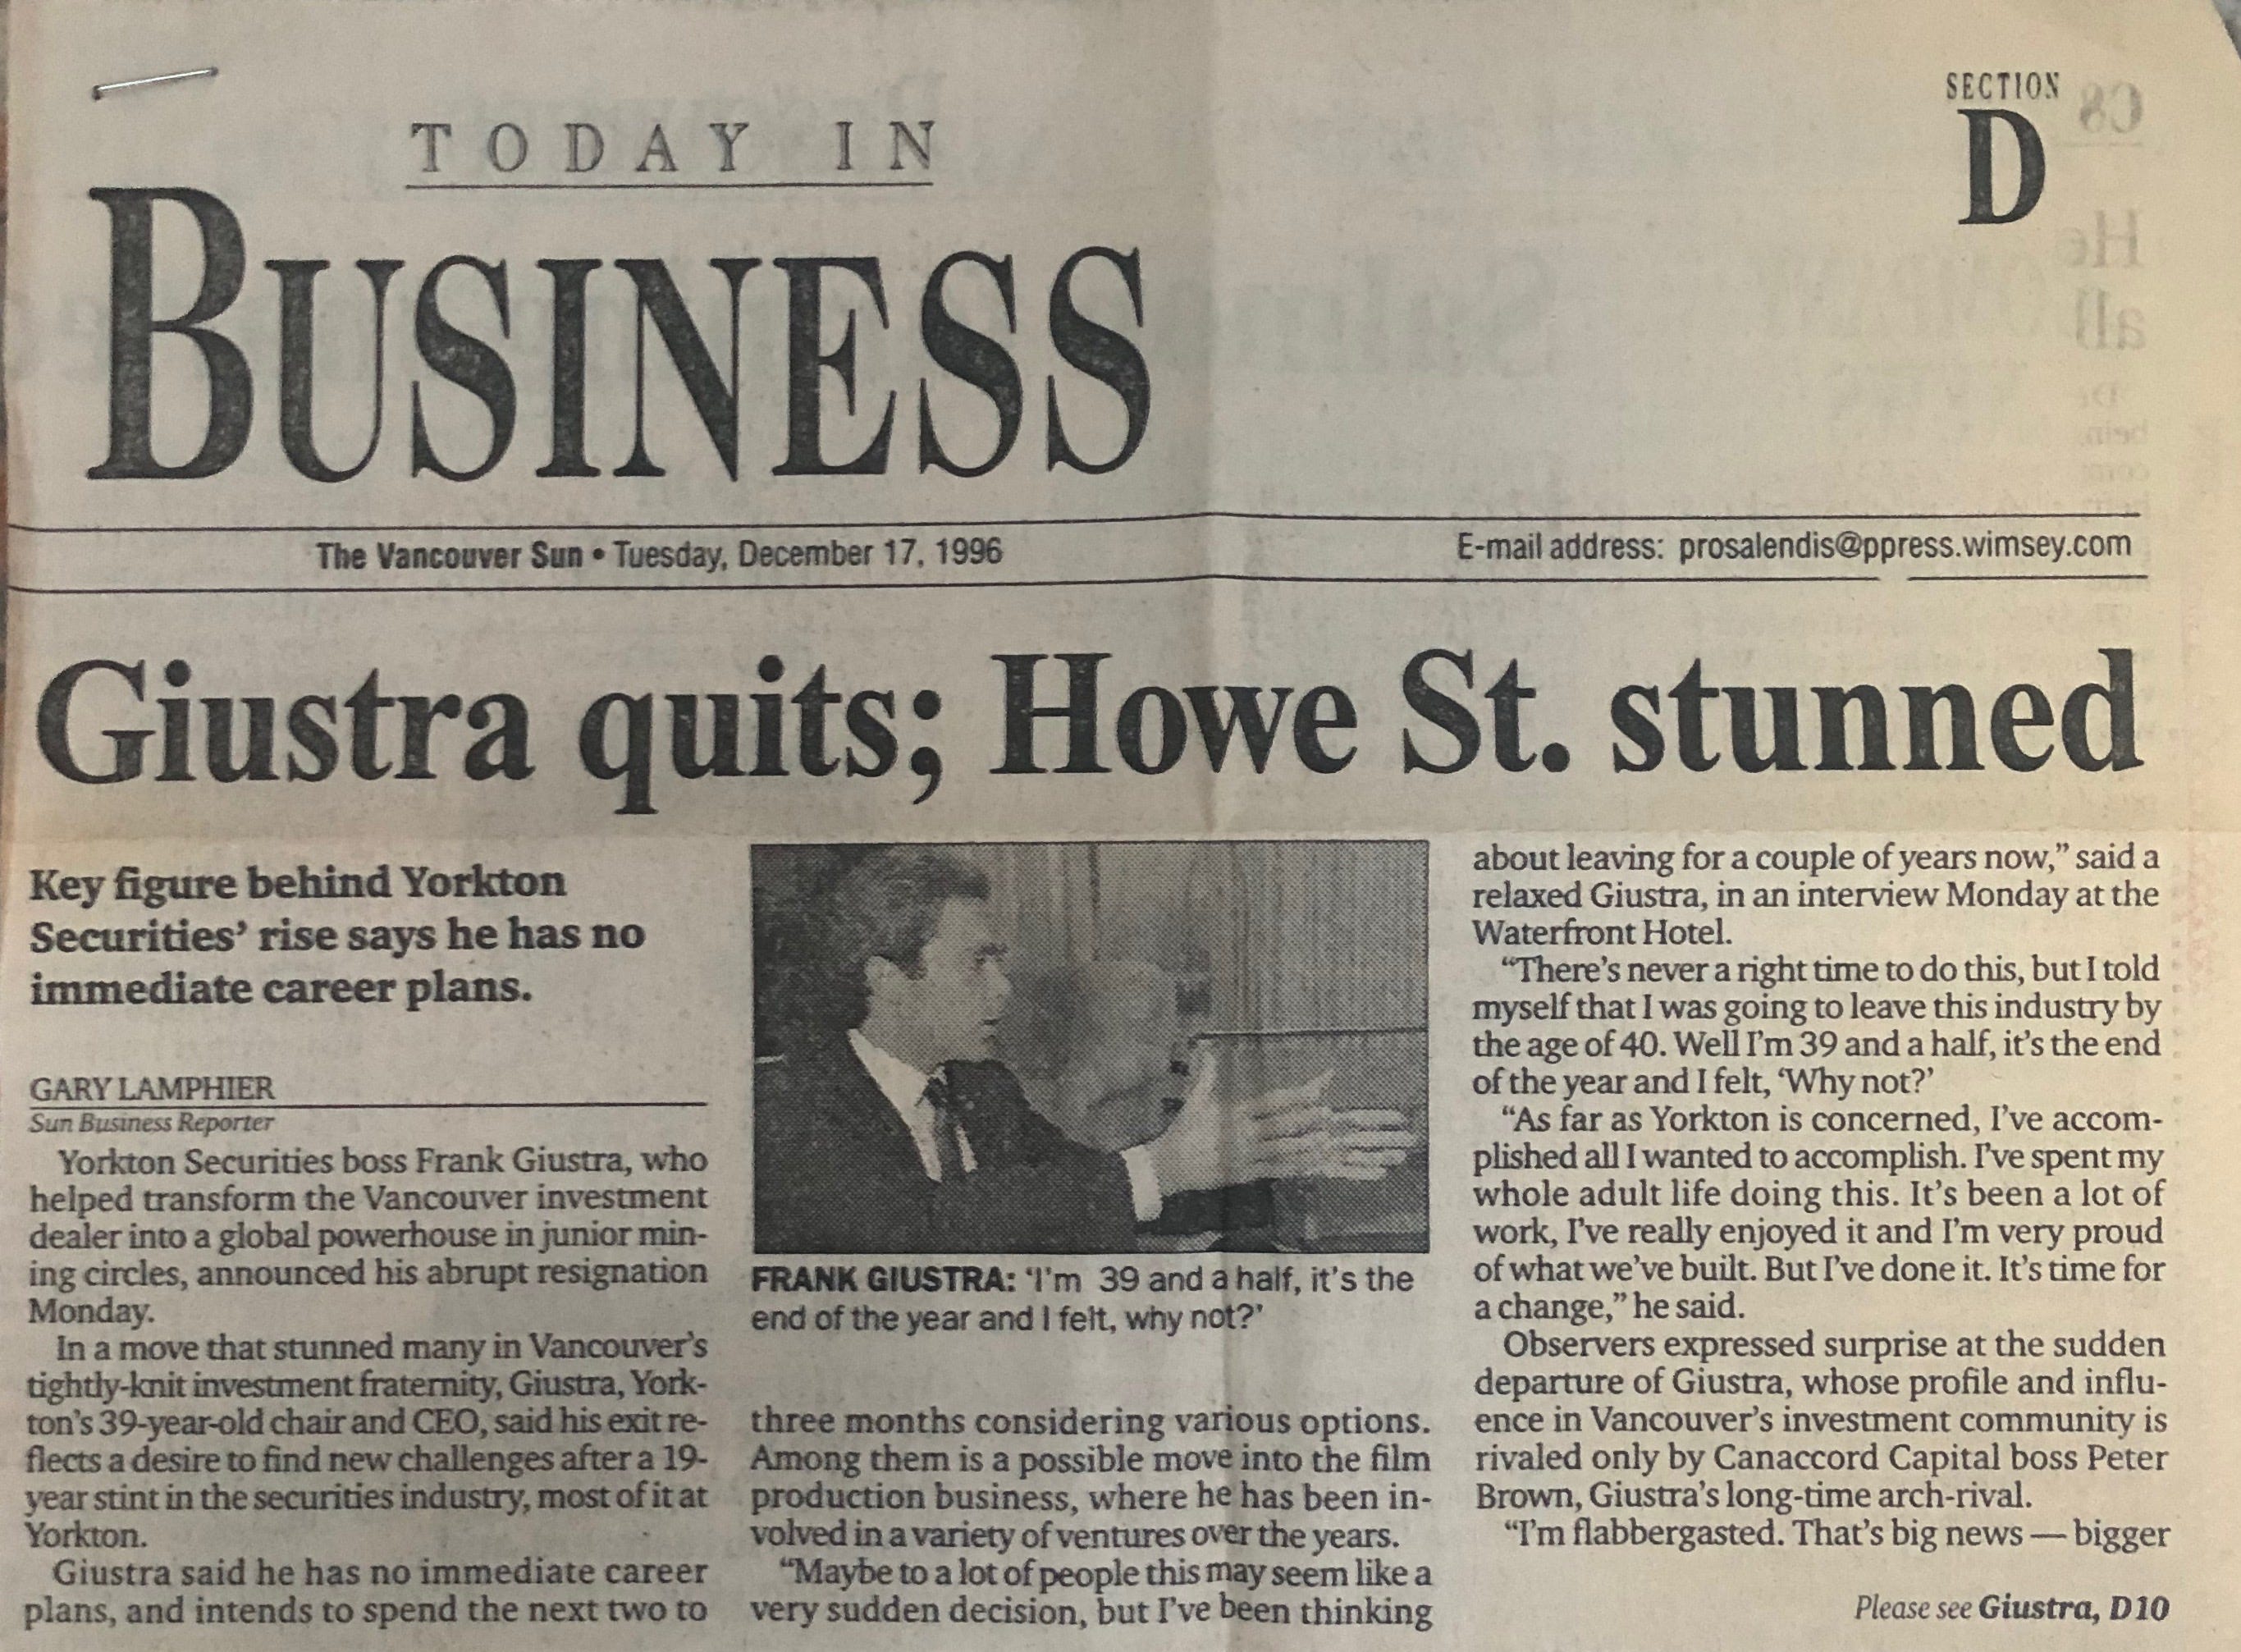 TODAY IN
BUSINESS
SECTION
D
C8
He
all
The Vancouver Sun • Tuesday, December 17, 1996
E-mail address: prosalendis@ppress.wimsey.com
Giustra quits; Howe St. stunned
Key figure behind Yorkton
Securities’ rise says he has no
immediate career plans.
GARY LAMPHIER
Sun Business Reporter
Yorkton Securities boss Frank Giustra, who
helped transform the Vancouver investment
dealer into a global powerhouse in junior min-
ing circles, announced his abrupt resignation
Monday.
In a move that stunned many in Vancouver’s
tightly-knit investment fraternity, Giustra, York-
ton’s 39-year-old chair and CEO, said his exit re-
flects a desire to find new challenges after a 19-
year stint in the securities industry, most of it at
Yorkton.
Giustra said he has no immediate career
plans, and intends to spend the next two to
FRANK GIUSTRA: ‘I’m 39 and a half, it’s the
end of the year and I felt, why not?’
three months considering various options.
Among them is a possible move into the film
production business, where he has been in-
volved in a variety of ventures over the years.
“Maybe to a lot of people this may seem like a
very sudden decision, but I’ve been thinking
about leaving for a couple of years now,” said a
relaxed Giustra, in an interview Monday at the
Waterfront Hotel.
“There’s never a right time to do this, but I told
myself that I was going to leave this industry by
the age of 40. Well I’m 39 and a half, it’s the end
of the year and I felt, ‘Why not?’
“As far as Yorkton is concerned, I’ve accom-
plished all I wanted to accomplish. I’ve spent my
whole adult life doing this. It’s been a lot of
work, I’ve really enjoyed it and I’m very proud
of what we’ve built. But I’ve done it. It’s time for
a change,” he said.
Observers expressed surprise at the sudden
departure of Giustra, whose profile and influ-
ence in Vancouver’s investment community is
rivaled only by Canaccord Capital boss Peter
Brown, Giustra’s long-time arch-rival.
“I’m flabbergasted. That’s big news — bigger
Please see Giustra, D10